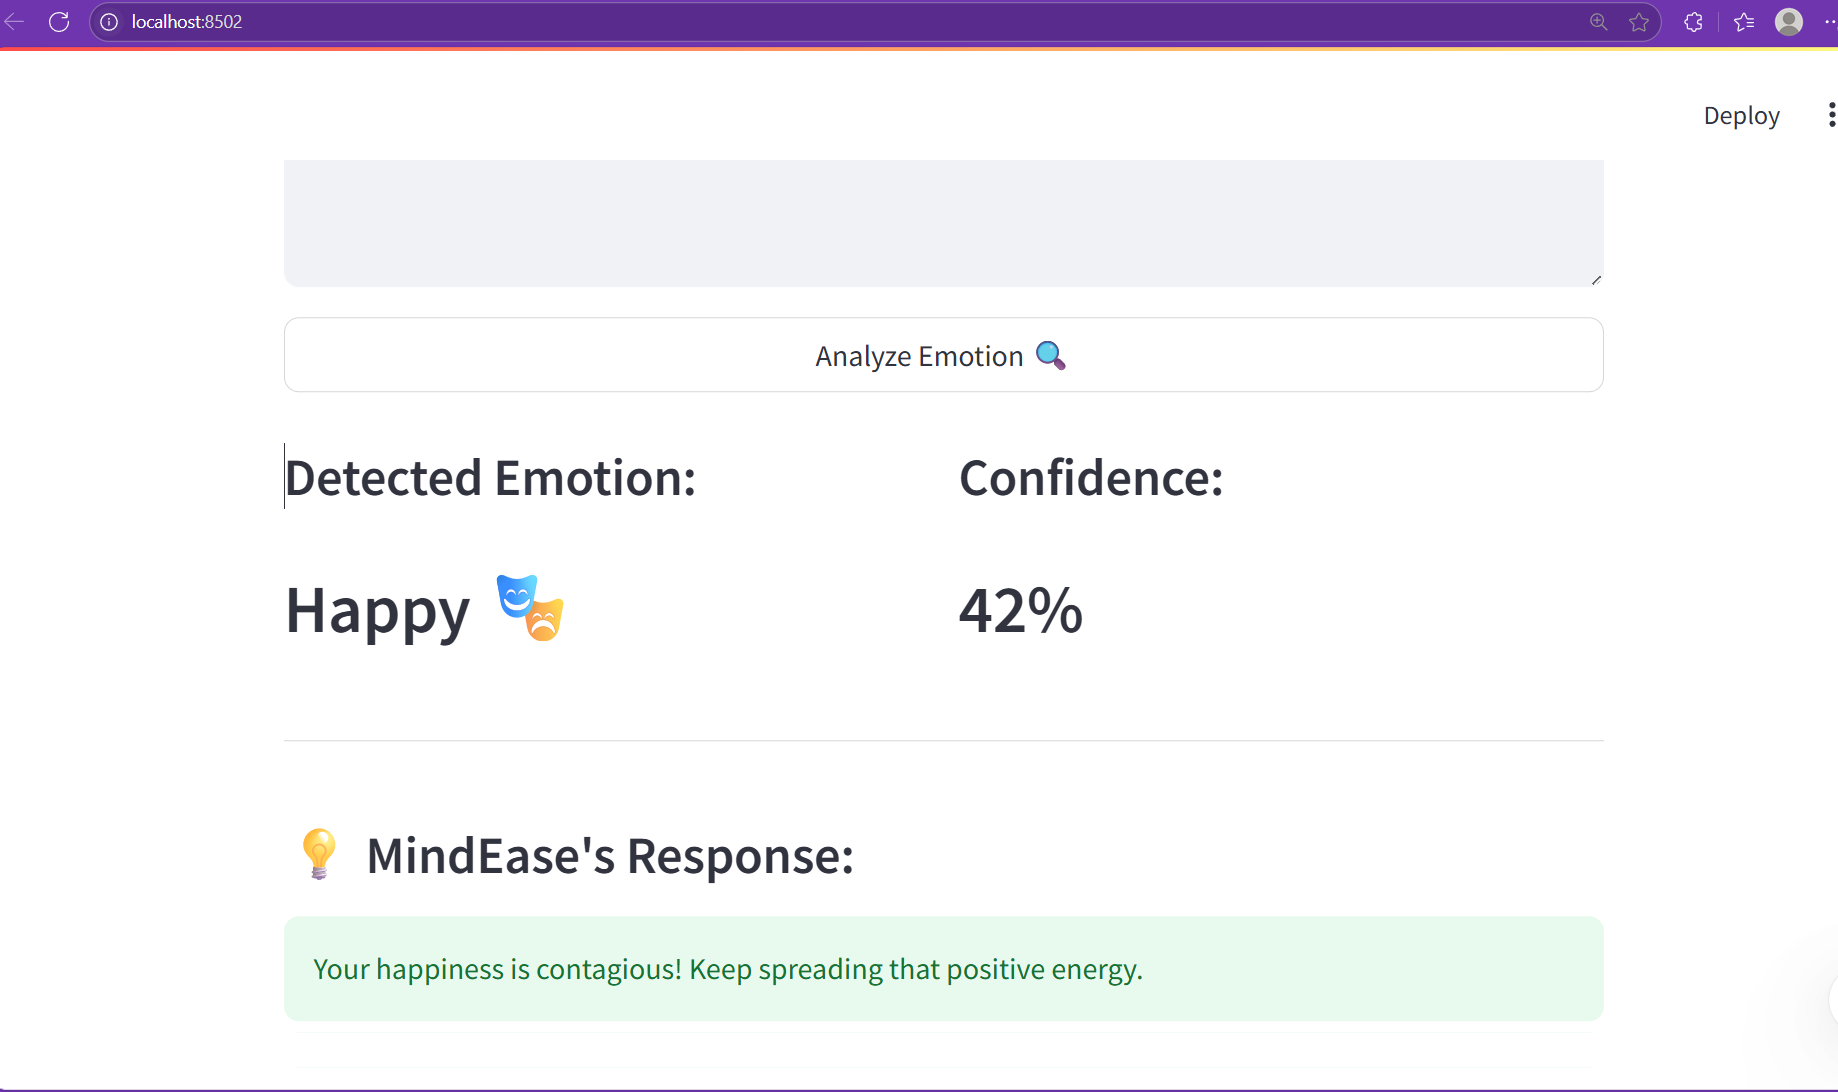 localhost:8502
Deploy
Analyze Emotion 🔍
Detected Emotion:
Confidence:
Happy 🎭
42%
💡 MindEase's Response:
Your happiness is contagious! Keep spreading that positive energy.